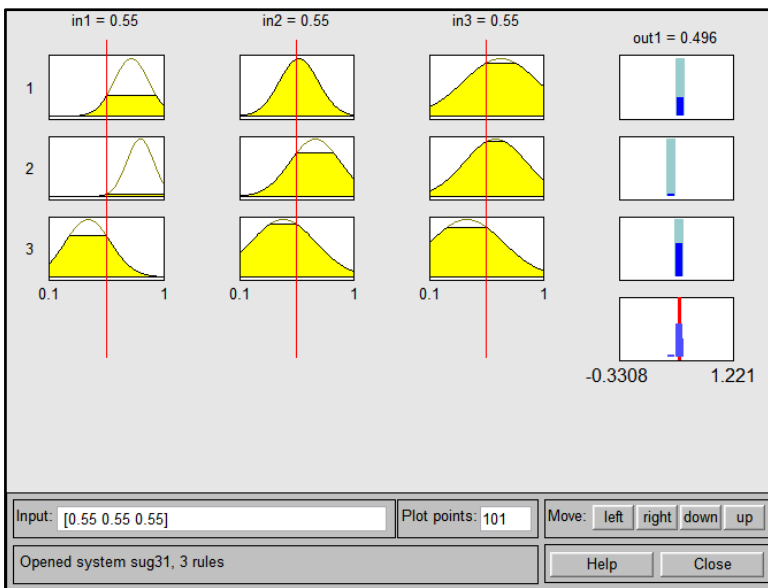 in1 = 0.55 in2 = 0.55 in3 = 0.55
out1 = 0.496
1
2
3
0.1 1 0.1 1 0.1 1
-0.3308 1.221
Input: [0.55 0.55 0.55] Plot points: 101 Move: left right down up
Opened system sug31, 3 rules Help Close